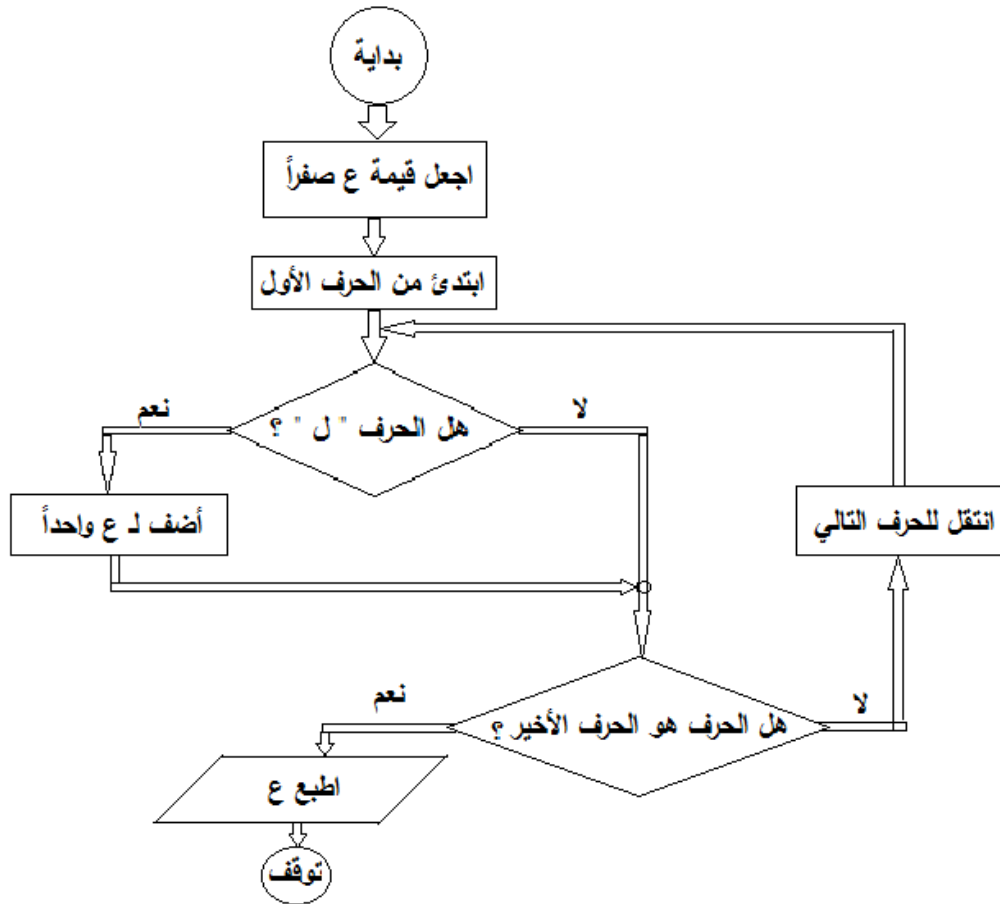 بداية
اجعل قيمة ع صفراً
ابتدئ من الحرف الأول
هل الحرف " ل " ؟
نعم
لا
أضف لـ ع واحداً
انتقل للحرف التالي
هل الحرف هو الحرف الأخير ؟
نعم
لا
اطبع ع
توقف